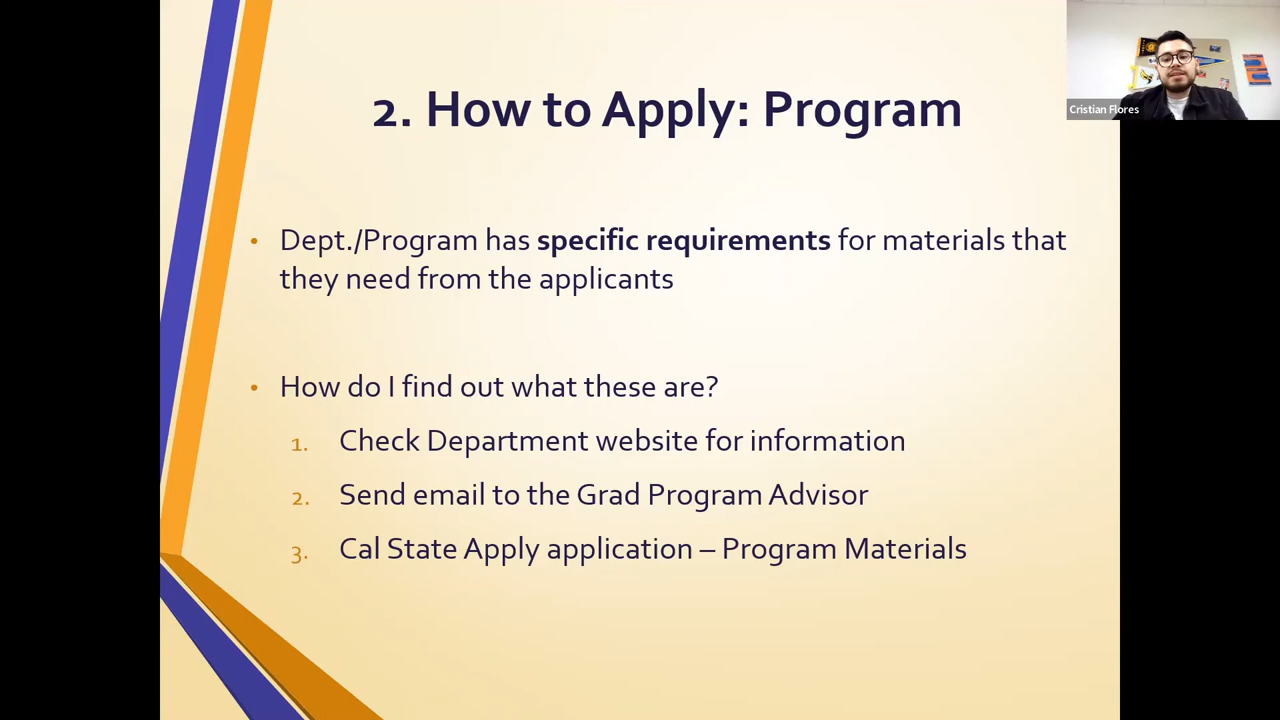 2. How to Apply: Program
Cristian Flores
• Dept./Program has specific requirements for materials that
they need from the applicants
• How do I find out what these are?
1. Check Department website for information
2. Send email to the Grad Program Advisor
3. Cal State Apply application – Program Materials